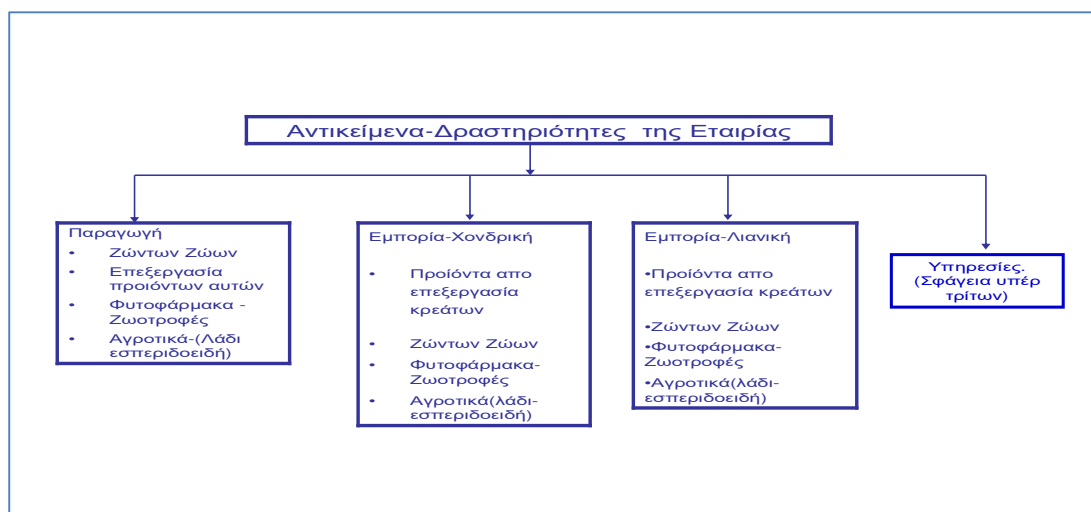 Αντικείμενα-Δραστηριότητες της Εταιρίας
Παραγωγή
• Ζώντων Ζώων
• Επεξεργασία
προιόντων αυτών
• Φυτοφάρμακα -
Ζωοτροφές
• Αγροτικά-(Λάδι
εσπεριδοειδή)
Εμπορία-Χονδρική
• Προϊόντα απο
επεξεργασία
κρεάτων
• Ζώντων Ζώων
• Φυτοφάρμακα-
Ζωοτροφές
• Αγροτικά(λάδι-
εσπεριδοειδή)
Εμπορία-Λιανική
•Προϊόντα απο
επεξεργασία κρεάτων
•Ζώντων Ζώων
•Φυτοφάρμακα-
Ζωοτροφές
•Αγροτικά(λάδι-
εσπεριδοειδή)
Υπηρεσίες.
(Σφάγεια υπέρ
τρίτων)